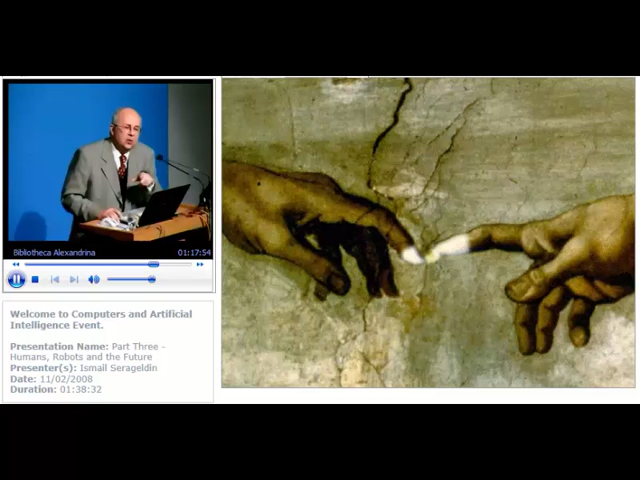 Bibliotheca Alexandrina 01:17:54
Welcome to Computers and Artificial
Intelligence Event.
Presentation Name: Part Three -
Humans, Robots and the Future
Presenter(s): Ismail Serageldin
Date: 11/02/2008
Duration: 01:38:32